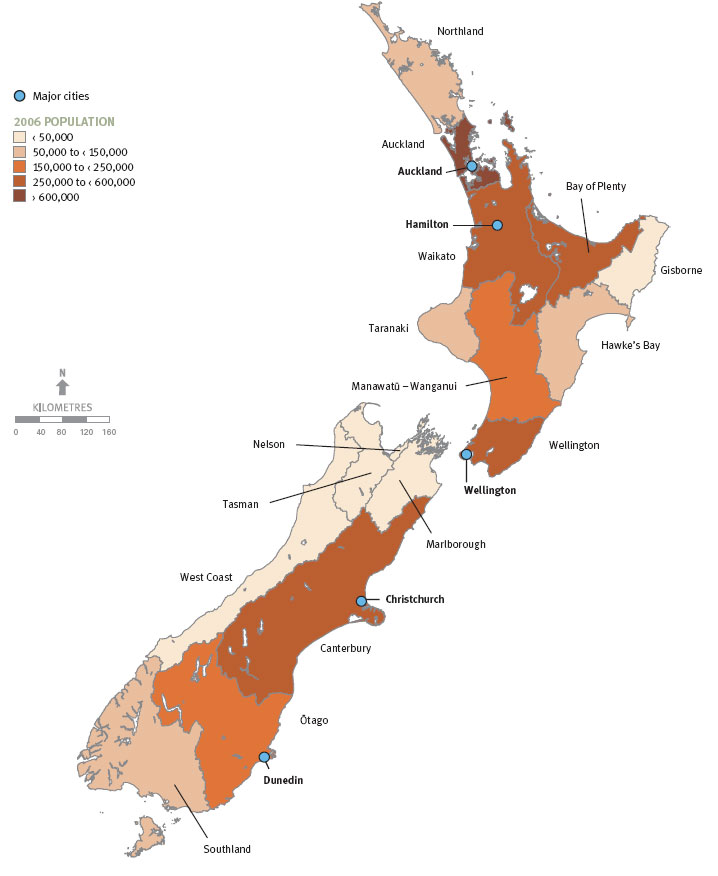 Northland
Major cities
2006 POPULATION
< 50,000
50,000 to < 150,000
150,000 to < 250,000
250,000 to < 600,000
> 600,000
Auckland
Auckland
Bay of Plenty
Hamilton
Waikato
Gisborne
Taranaki
Hawke's Bay
N
KILOMETRES
0 40 80 120 160
Manawatū – Wanganui
Nelson
Wellington
Wellington
Tasman
Marlborough
West Coast
Christchurch
Canterbury
Ōtago
Dunedin
Southland